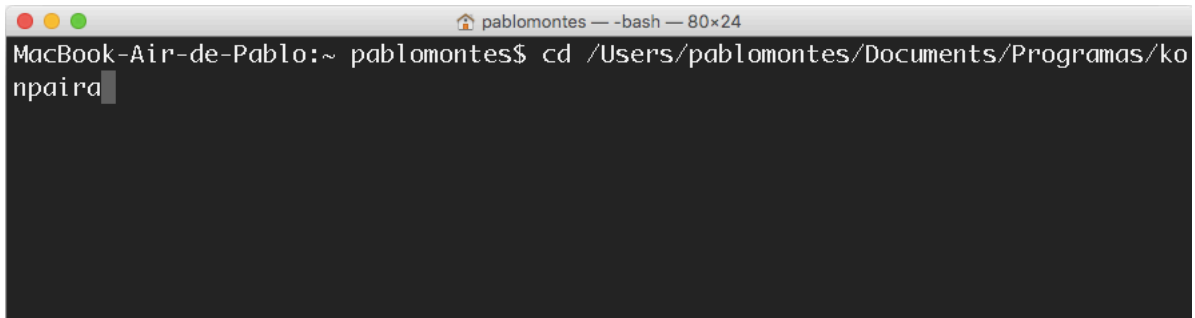 pablomontes — -bash — 80×24
MacBook-Air-de-Pablo:~ pablomontes$ cd /Users/pablomontes/Documents/Programas/ko
npaira